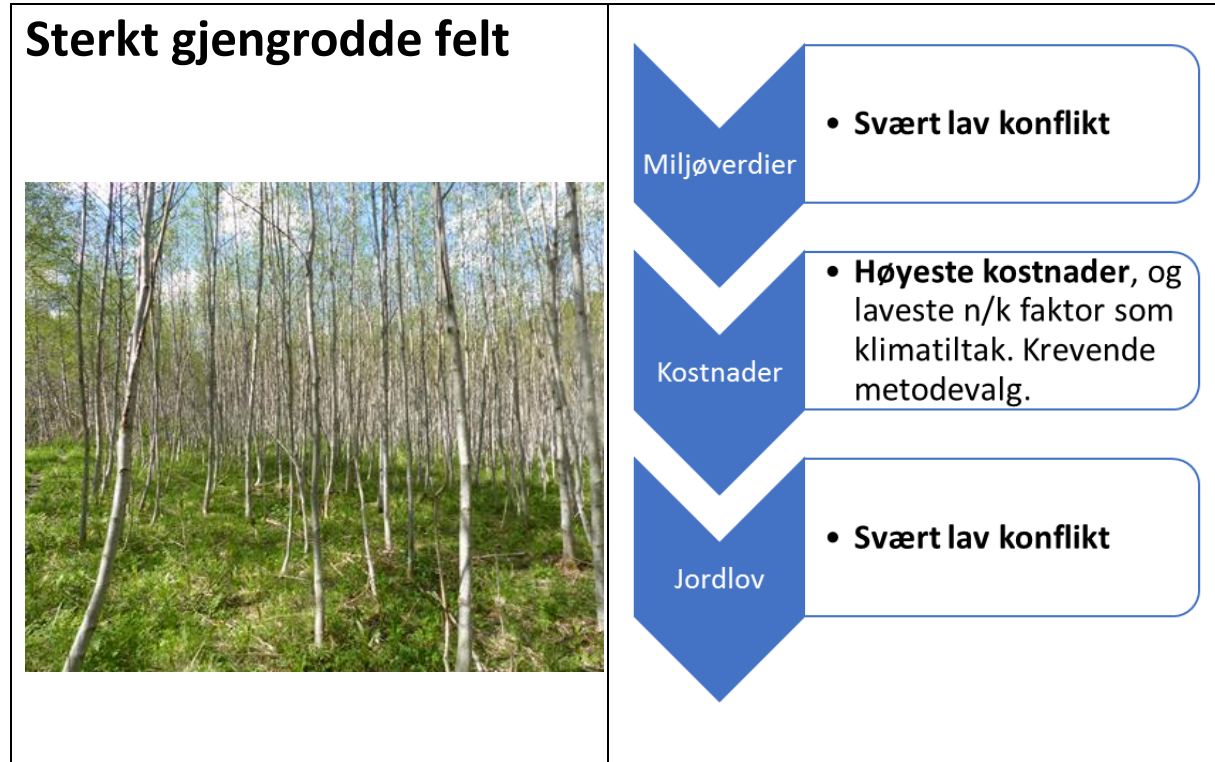 Sterkt gjengrodde felt
Miljøverdier
• Svært lav konflikt
Kostnader
• Høyeste kostnader, og
laveste n/k faktor som
klimatiltak. Krevende
metodevalg.
Jordlov
• Svært lav konflikt